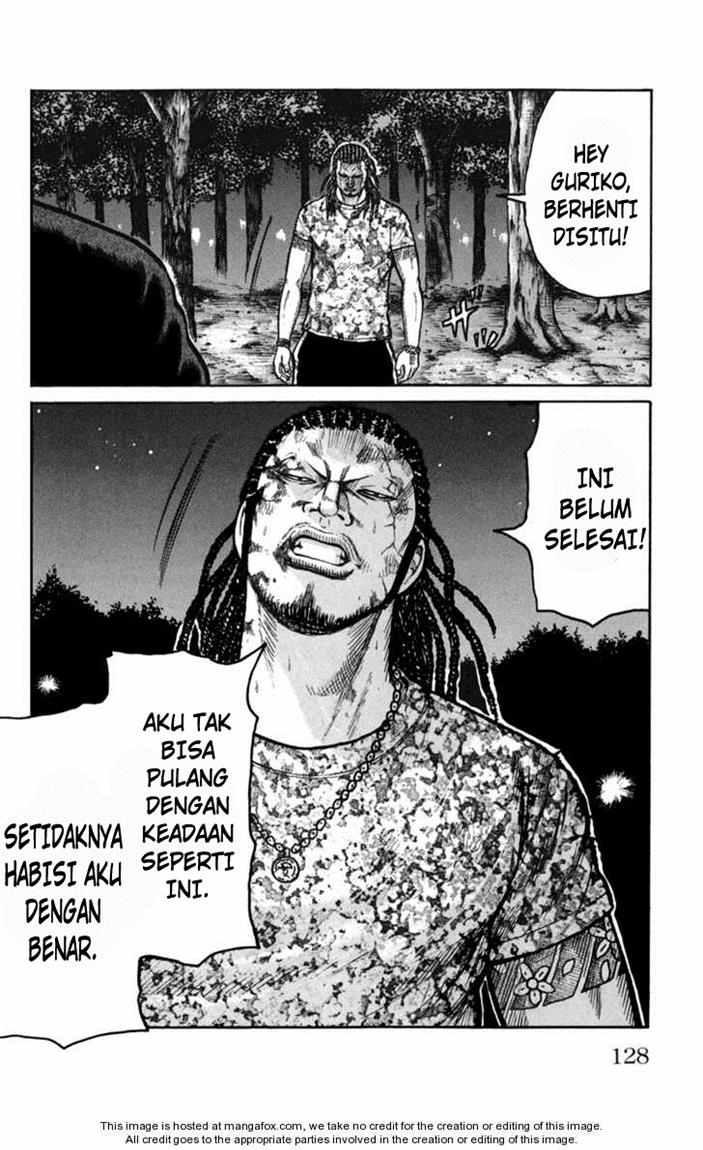 HEY
GURIKO,
BERHENTI
DISITU!
ザ
INI
BELUM
SELESAI!
AKU TAK
BISA
PULANG
DENGAN
KEADAAN
SEPERTI
INI.
SETIDAKNYA
HABISI AKU
DENGAN
BENAR.
128
This image is hosted at mangafox.com, we take no credit for the creation or editing of this image.
All credit goes to the appropriate parties involved in the creation or editing of this image.